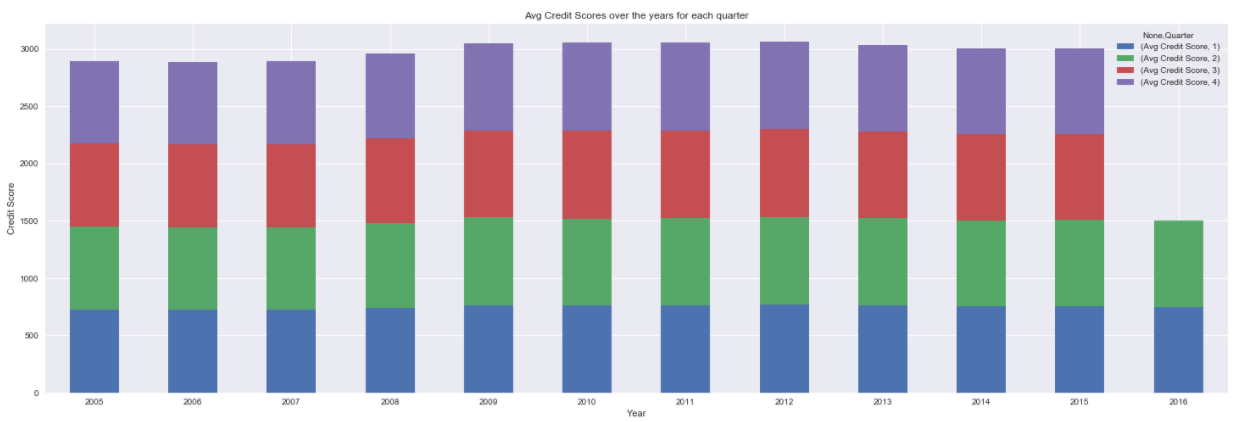 Avg Credit Scores over the years for each quarter
None,Quarter
(Avg Credit Score, 1)
(Avg Credit Score, 2)
(Avg Credit Score, 3)
(Avg Credit Score, 4)
Credit Score
3000
2500
2000
1500
1000
500
0
2005 2006 2007 2008 2009 2010 2011 2012 2013 2014 2015 2016
Year